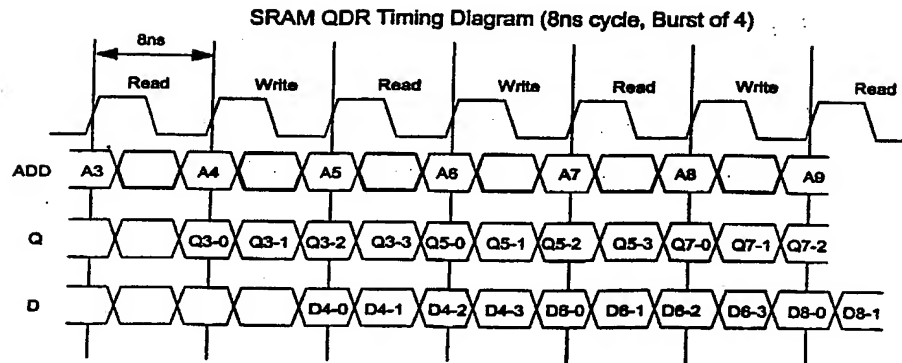 SRAM QDR Timing Diagram (8ns cycle, Burst of 4)
8ns
Read Write Read Write Read Write Read
ADD A3 A4 A5 A6 A7 A8 A9
Q Q3-0 Q3-1 Q3-2 Q3-3 Q5-0 Q5-1 Q5-2 Q5-3 Q7-0 Q7-1 Q7-2
D D4-0 D4-1 D4-2 D4-3 D6-0 D6-1 D6-2 D6-3 D8-0 D8-1